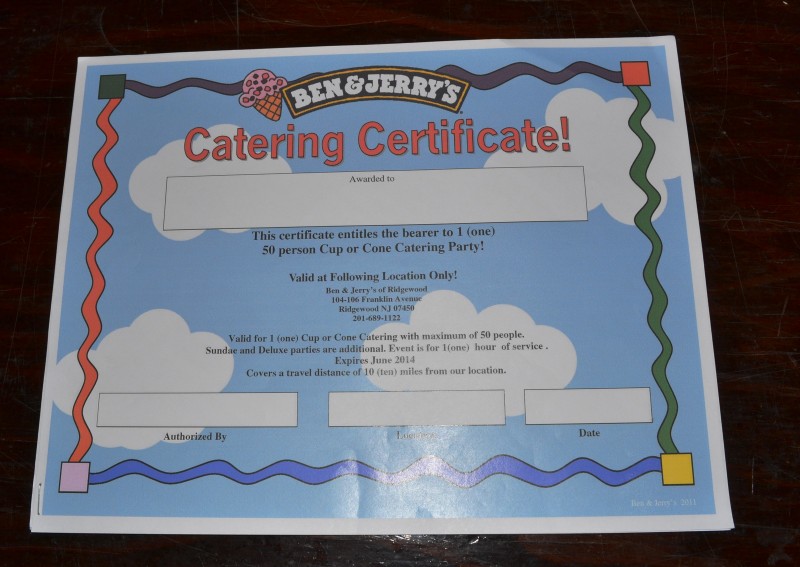 BEN & JERRY'S
Catering Certificate!
Awarded to
This certificate entitles the bearer to 1 (one)
50 person Cup or Cone Catering Party!
Valid at Following Location Only!
Ben & Jerry's of Ridgewood
104-106 Franklin Avenue
Ridgewood NJ 07450
201-689-1122
Valid for 1 (one) Cup or Cone Catering with maximum of 50 people.
Sundae and Deluxe parties are additional. Event is for 1(one) hour of service .
Expires June 2014
Covers a travel distance of 10 (ten) miles from our location.
Authorized By
Date
Ben & Jerry's 2011